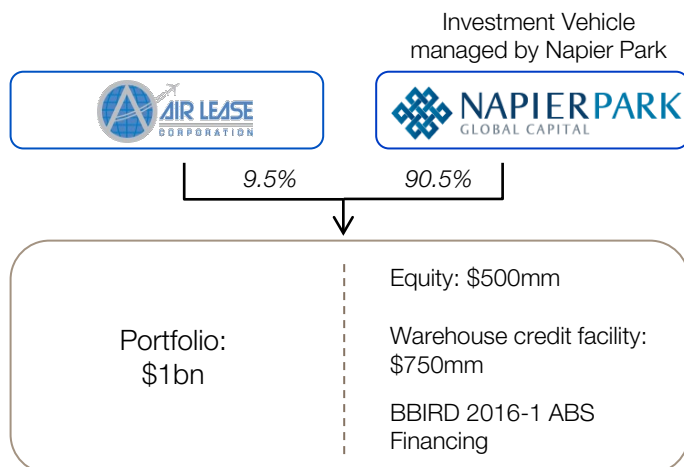 Investment Vehicle
managed by Napier Park
AIR LEASE
CORPORATION
NAPIERPARK
GLOBAL CAPITAL
9.5%
90.5%
Portfolio:
$1bn
Equity: $500mm
Warehouse credit facility:
$750mm
BBIRD 2016-1 ABS
Financing